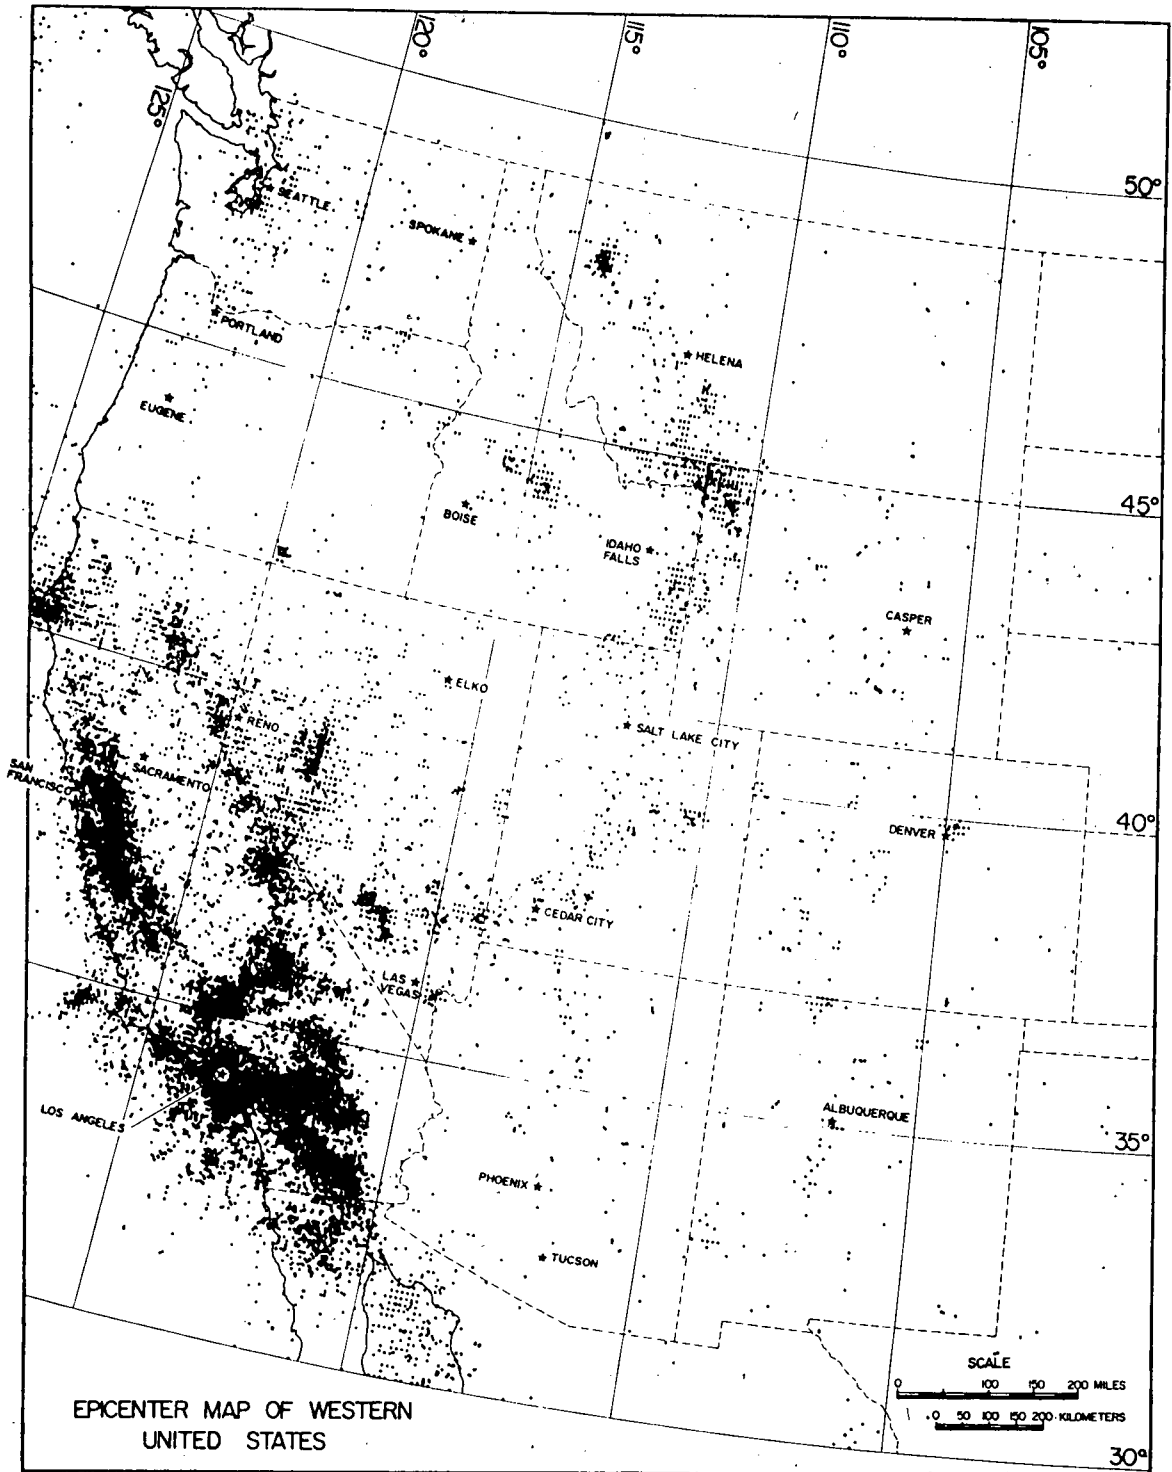 120°
115°
110°
105°
125°
50°
SEATTLE
SPOKANE
PORTLAND
HELENA
EUGENE
BOISE
45°
IDAHO
FALLS
CASPER
ELKO
RENO
SALT LAKE CITY
SAN
FRANCISCO
SACRAMENTO
40°
DENVER
CEDAR CITY
LAS
VEGAS
LOS ANGELES
ALBUQUERQUE
35°
PHOENIX
TUCSON
SCALE
0 100 150 200 MILES
0 50 100 150 200 KILOMETERS
EPICENTER MAP OF WESTERN
UNITED STATES
30°